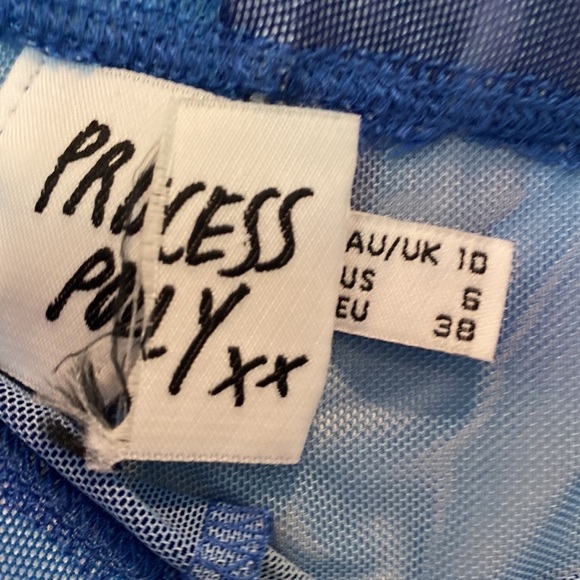 PRINCESS
POLLY xx
AU/UK 10
US 6
EU 38